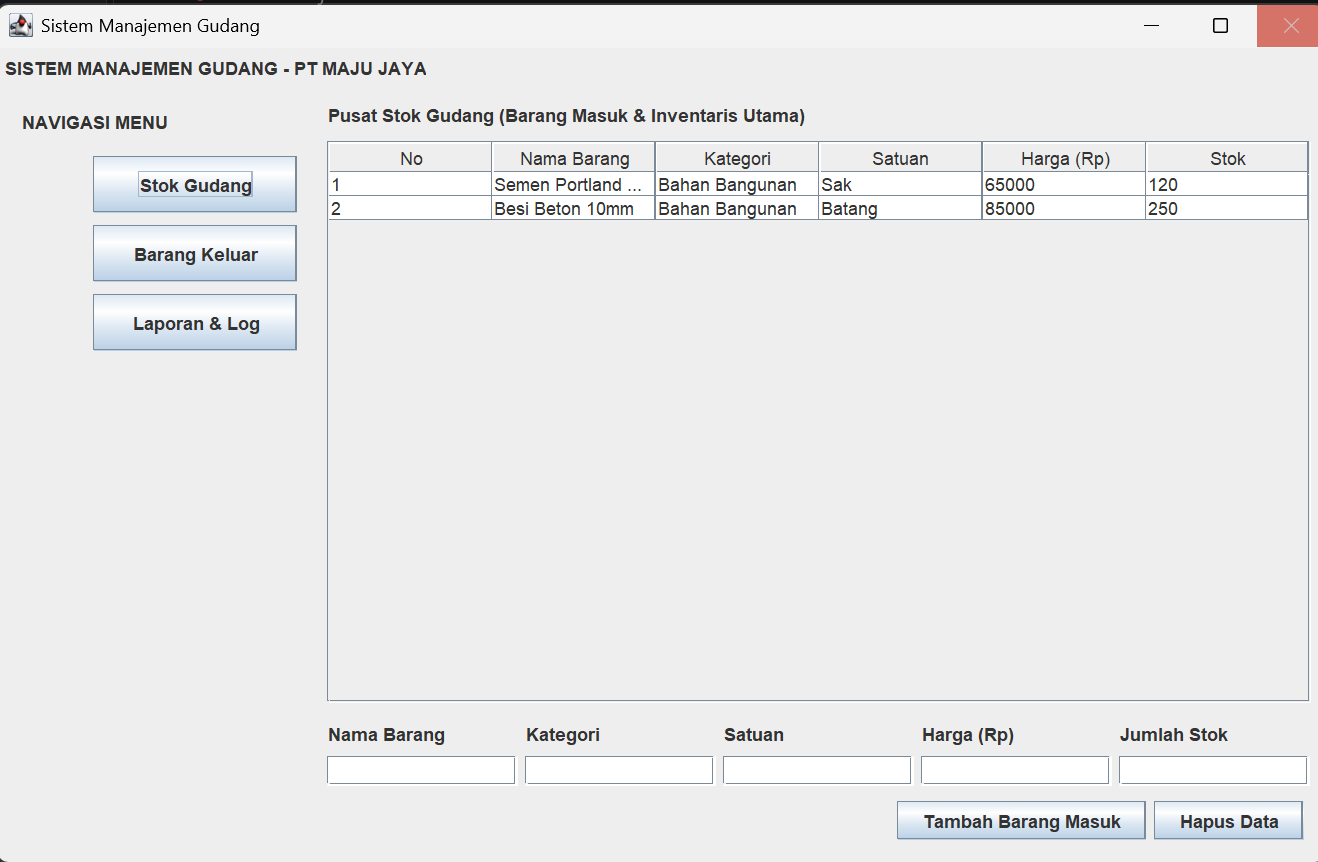 Sistem Manajemen Gudang
SISTEM MANAJEMEN GUDANG - PT MAJU JAYA
NAVIGASI MENU
Stok Gudang
Barang Keluar
Laporan & Log
Pusat Stok Gudang (Barang Masuk & Inventaris Utama)
No Nama Barang Kategori Satuan Harga (Rp) Stok
1 Semen Portland ... Bahan Bangunan Sak 65000 120
2 Besi Beton 10mm Bahan Bangunan Batang 85000 250
Nama Barang Kategori Satuan Harga (Rp) Jumlah Stok
Tambah Barang Masuk Hapus Data